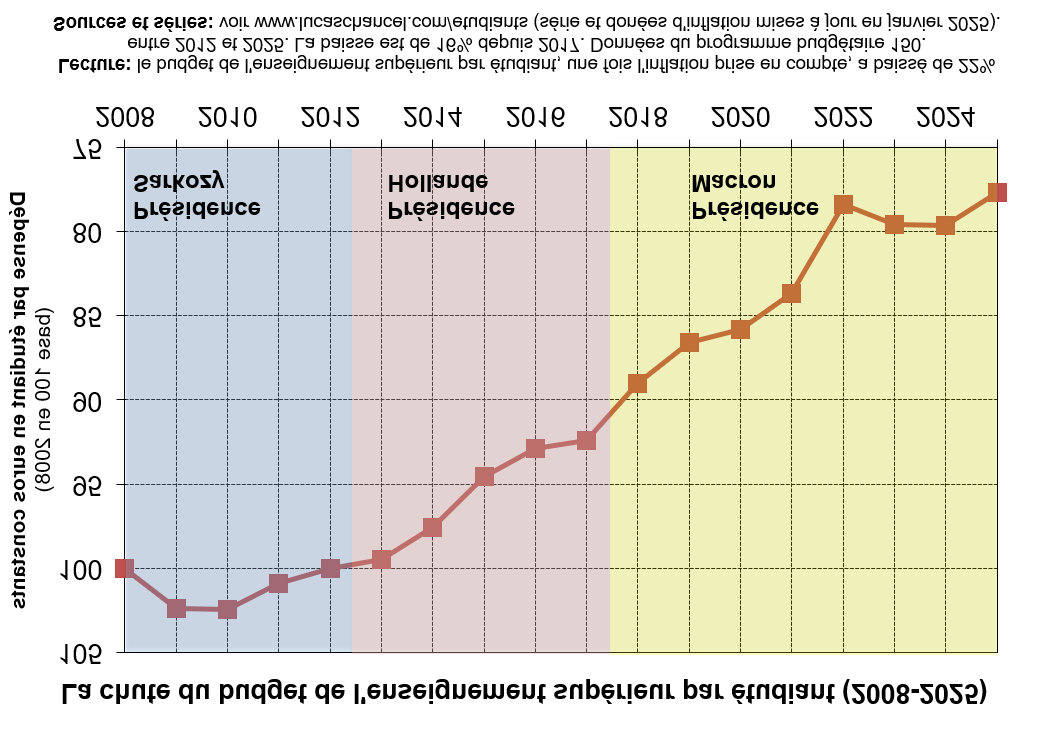 La chute du budget de l'enseignement supérieur par étudiant (2008-2025)
105
100
95
90
85
80
75
Dépense par étudiant en euros constants
(base 100 en 2008)
Présidence
Sarkozy
Présidence
Hollande
Présidence
Macron
2008 2010 2012 2014 2016 2018 2020 2022 2024
Lecture: le budget de l'enseignement supérieur par étudiant, une fois l'inflation prise en compte, a baissé de 22%
entre 2012 et 2025. La baisse est de 16% depuis 2017. Données du programme budgétaire 150.
Sources et séries: voir www.lucaschancel.com/etudiants (série et donées d'inflation mises à jour en janvier 2025).